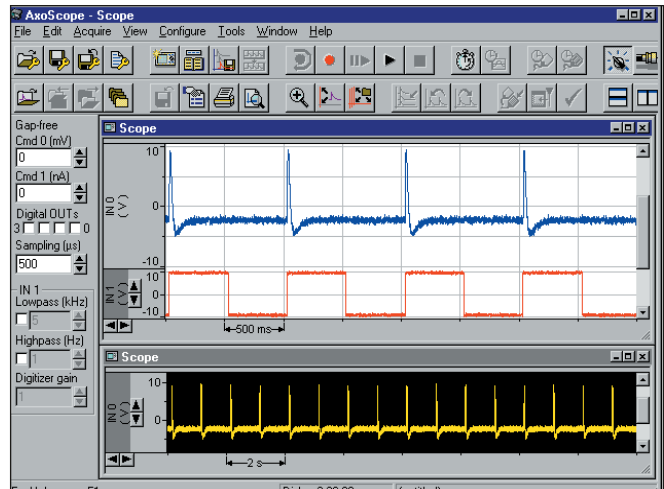 AxoScope - Scope
File Edit Acquire View Configure Tools Window Help
Gap-free
Cmd 0 (mV)
0
Cmd 1 (nA)
0
Digital OUTs
3 0
Sampling (µs)
500
IN 1
Lowpass (kHz)
5
Highpass (Hz)
1
Digitizer gain
1
Scope
10
0
-10
IN 0
(V)
10
0
-10
IN 1
(V)
500 ms
Scope
10
0
IN 0
(V)
2 s